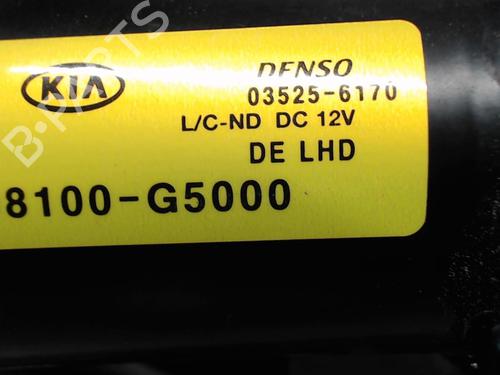 KIA
DENSO
03525-6170
L/C-ND DC 12V
DE LHD
8100-G5000
B-PARTS